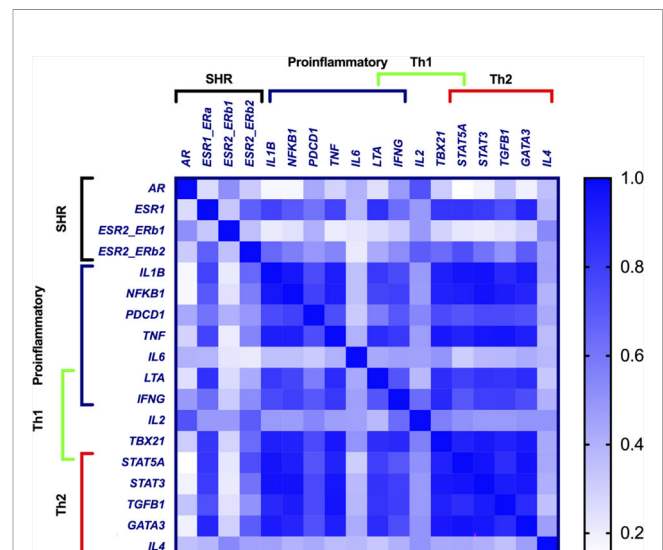 Proinflammatory
Th1
SHR
Th2
AR
ESR1_ERa
ESR2_ERb1
ESR2_ERb2
IL1B
NFKB1
PDCD1
TNF
IL6
LTA
IFNG
IL2
TBX21
STAT5A
STAT3
TGFB1
GATA3
IL4
SHR
Proinflammatory
Th1
Th2
AR
ESR1
ESR2_ERb1
ESR2_ERb2
IL1B
NFKB1
PDCD1
TNF
IL6
LTA
IFNG
IL2
TBX21
STAT5A
STAT3
TGFB1
GATA3
IL4
1.0
0.8
0.6
0.4
0.2